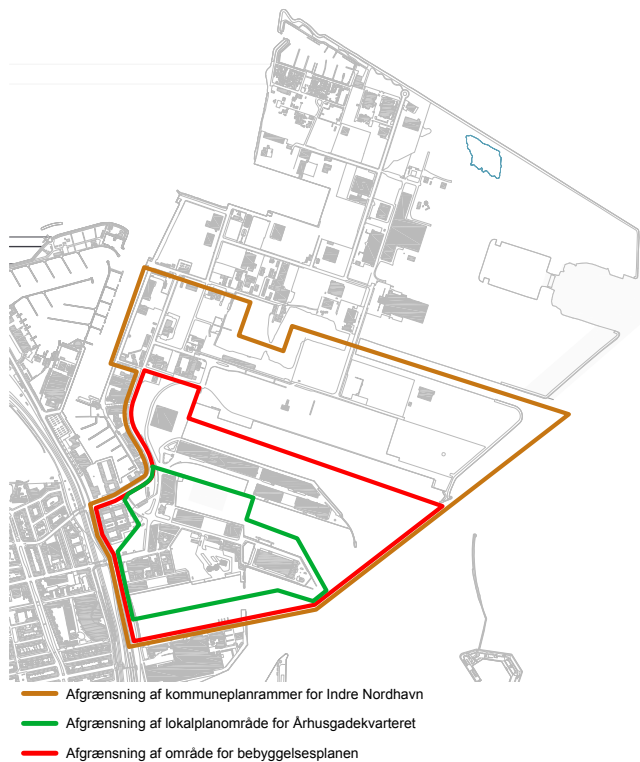 Afgrænsning af kommuneplanrammer for Indre Nordhavn
Afgrænsning af lokalplanområde for Århusgadekvarteret
Afgrænsning af område for bebyggelsesplanen